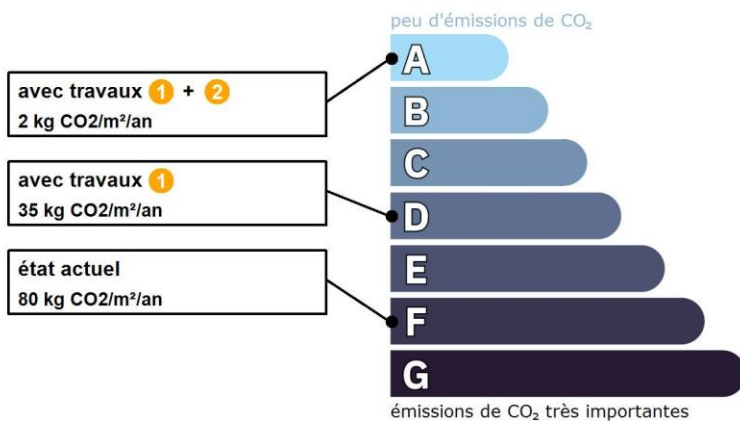 peu d'émissions de CO₂
A
avec travaux 1 + 2
2 kg CO2/m²/an
B
C
avec travaux 1
35 kg CO2/m²/an
D
E
état actuel
80 kg CO2/m²/an
F
G
émissions de CO₂ très importantes